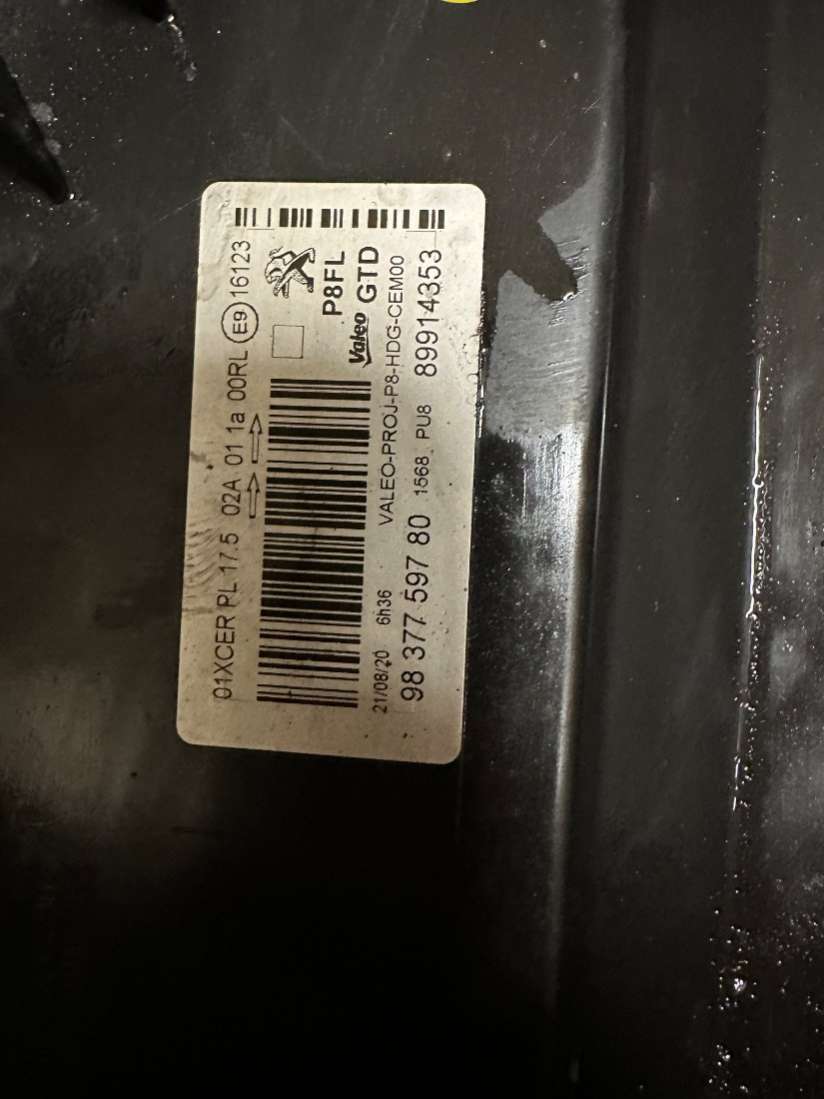 01XCER PL 17.5 02A 01 1a 00RL E9 16123
P8FL
Valeo GTD
21/08/20 6h36 VALEO-PROJ-P8-HDG-CEM00
98 377 597 80 1568 PU8 89914353